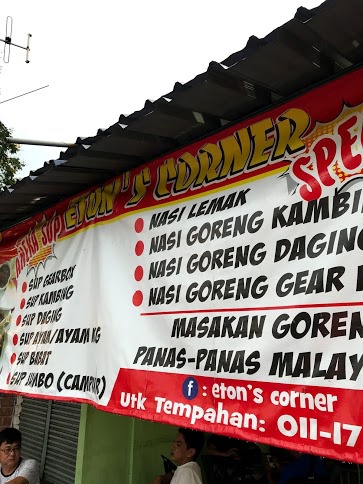 SUP ETON'S CORNER
SUP GEARBOX
SUP KAMBING
SUP DAGING
SUP AYAM/AYAM KG
SUP BABAT
SUP JUMBO (CAMPUR)
SPE
NASI LEMAK
NASI GORENG KAMBIN
NASI GORENG DAGING
NASI GORENG GEAR
MASAKAN GOREN
PANAS-PANAS MALAY
f : eton's corner
Utk Tempahan: 011-17